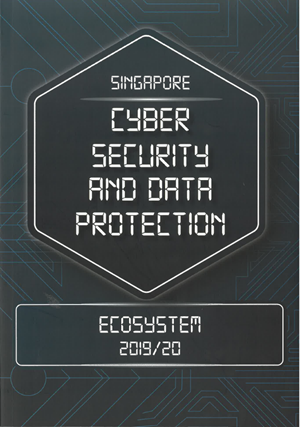 SINGAPORE
CYBER
SECURITY
AND DATA
PROTECTION
ECOSYSTEM
2019/20